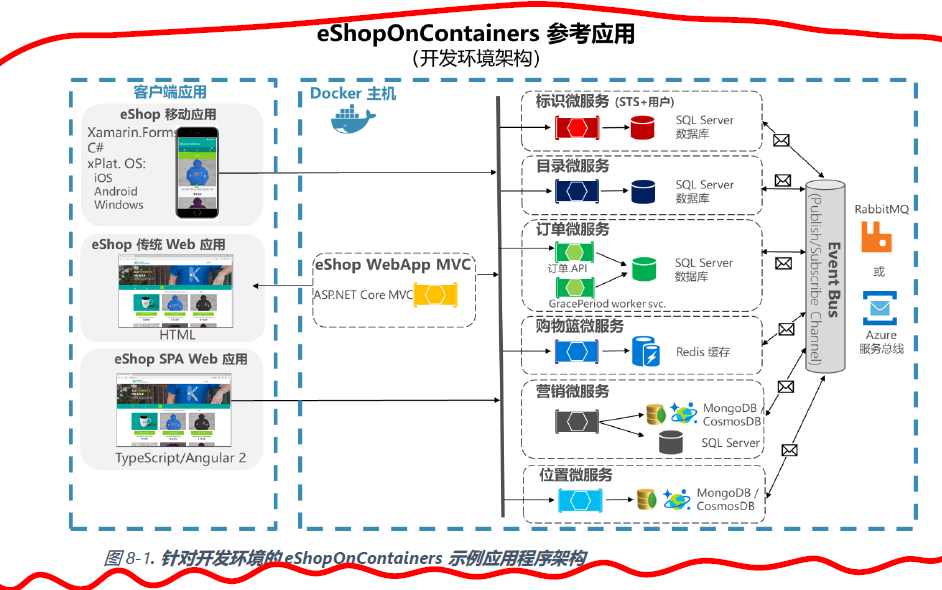 eShopOnContainers 参考应用
(开发环境架构)
客户端应用
eShop 移动应用
Xamarin.Forms
C#
xPlat. OS:
iOS
Android
Windows
eShop 传统 Web 应用
HTML
eShop SPA Web 应用
TypeScript/Angular 2
Docker 主机
eShop WebApp MVC
ASP.NET Core MVC
标识微服务 (STS+用户)
SQL Server
数据库
目录微服务
SQL Server
数据库
订单微服务
订单.API
GracePeriod worker svc.
SQL Server
数据库
购物篮微服务
Redis 缓存
营销微服务
MongoDB /
CosmosDB
SQL Server
位置微服务
MongoDB /
CosmosDB
Event Bus
(Publish/Subscribe Channel)
RabbitMQ
或
Azure
服务总线
图 8-1. 针对开发环境的 eShopOnContainers 示例应用程序架构